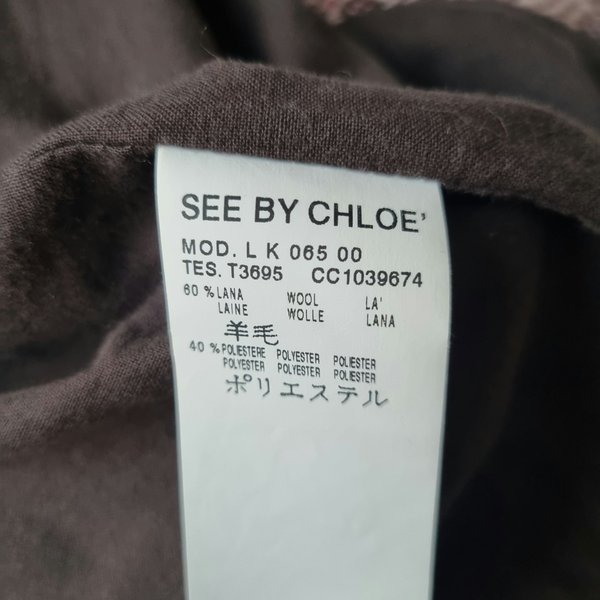 SEE BY CHLOE'
MOD. L K 065 00
TES. T3695 CC1039674
60 % LANA WOOL LA'
LAINE WOLLE LANA
羊毛
40 % POLIESTERE POLYESTER POLIESTER
POLYESTER POLYESTER POLIESTER
ポリエステル